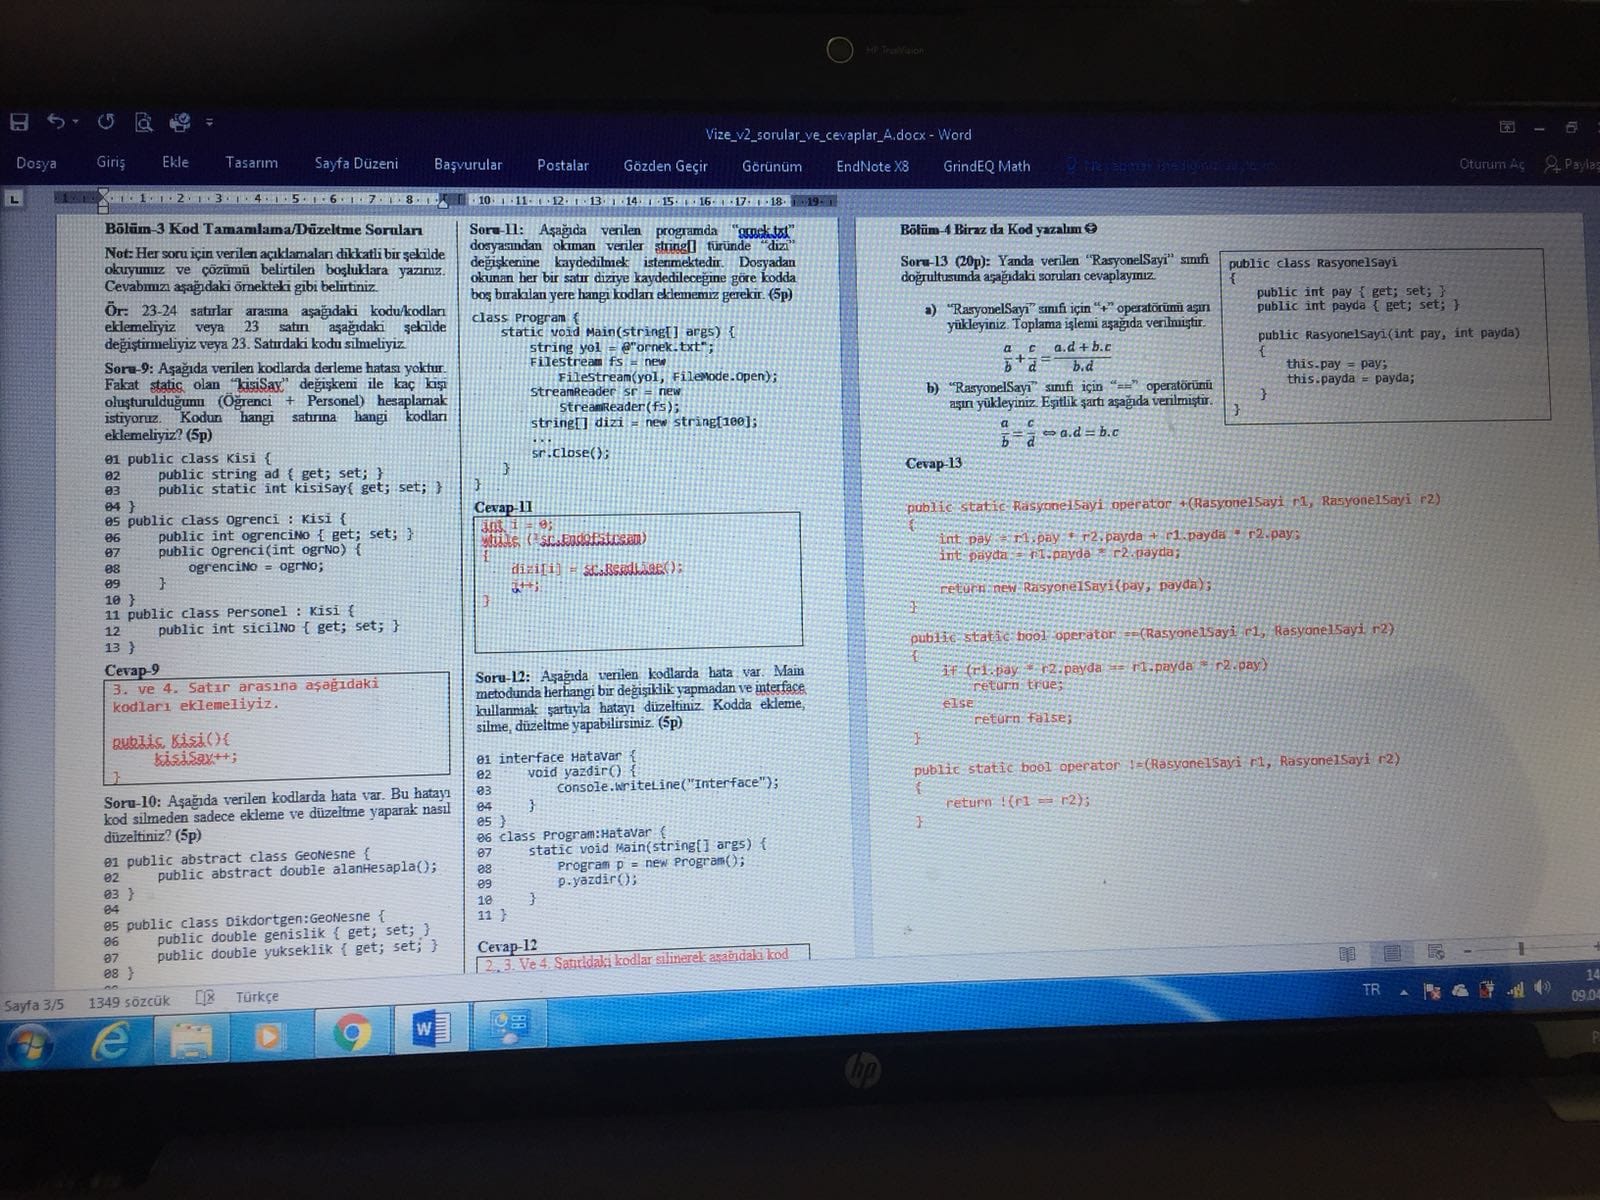 HP TrueVision
Vize_v2_sorular_ve_cevaplar_A.docx - Word
Dosya Giriş Ekle Tasarım Sayfa Düzeni Başvurular Postalar Gözden Geçir Görünüm EndNote X8 GrindEQ Math Oturum Aç Paylaş
Bölüm-3 Kod Tamamlama/Düzeltme Soruları
Not: Her soru için verilen açıklamaları dikkatli bir şekilde
okuyunuz ve çözümü belirtilen boşluklara yazınız.
Cevabınızı aşağıdaki örnekteki gibi belirtiniz.
Ör: 23-24 satırlar arasına aşağıdaki kodu/kodları
eklemeliyiz veya 23 satırı aşağıdaki şekilde
değiştirmeliyiz veya 23. Satırdaki kodu silmeliyiz.
Soru-9: Aşağıda verilen kodlarda derleme hatası yoktur.
Fakat static olan "kisiSay" değişkeni ile kaç kişi
oluşturulduğunu (Öğrenci + Personel) hesaplamak
istiyoruz. Kodun hangi satırına hangi kodları
eklemeliyiz? (5p)
01 public class Kisi {
02     public string ad { get; set; }
03     public static int kisiSay{ get; set; }
04 }
05 public class Ogrenci : Kisi {
06     public int ogrenciNo { get; set; }
07     public Ogrenci(int ogrNo) {
08         ogrenciNo = ogrNo;
09     }
10 }
11 public class Personel : Kisi {
12     public int sicilNo { get; set; }
13 }
Cevap-9
3. ve 4. Satır arasına aşağıdaki
kodları eklemeliyiz.
public Kisi(){
kisiSay++;
}
Soru-10: Aşağıda verilen kodlarda hata var. Bu hatayı
kod silmeden sadece ekleme ve düzeltme yaparak nasıl
düzeltiniz? (5p)
01 public abstract class GeoNesne {
02     public abstract double alanHesapla();
03 }
04
05 public class Dikdortgen:GeoNesne {
06     public double genislik { get; set; }
07     public double yukseklik { get; set; }
08 }
Soru-11: Aşağıda verilen programda "ornek.txt"
dosyasından okunan veriler string[] türünde "dizi"
değişkenine kaydedilmek istenmektedir. Dosyadan
okunan her bir satır diziye kaydedileceğine göre kodda
boş bırakılan yere hangi kodları eklememiz gerekir. (5p)
class Program {
static void Main(string[] args) {
string yol = @"ornek.txt";
FileStream fs = new
FileStream(yol, FileMode.Open);
StreamReader sr = new
StreamReader(fs);
string[] dizi = new string[100];
...
sr.Close();
}
}
Cevap-11
int i = 0;
while (!sr.EndOfStream)
{
dizi[i] = sr.ReadLine();
i++;
}
Soru-12: Aşağıda verilen kodlarda hata var. Main
metodunda herhangi bir değişiklik yapmadan ve interface
kullanmak şartıyla hatayı düzeltiniz. Kodda ekleme,
silme, düzeltme yapabilirsiniz. (5p)
01 interface HataVar {
02     void yazdir() {
03         Console.WriteLine("Interface");
04     }
05 }
06 class Program:HataVar {
07     static void Main(string[] args) {
08         Program p = new Program();
09         p.yazdir();
10     }
11 }
Cevap-12
2, 3. Ve 4. Satırldaki kodlar silinerek aşağıdaki kod
Bölüm-4 Biraz da Kod yazalım ☺
Soru-13 (20p): Yanda verilen "RasyonelSayi" sınıfı
doğrultusunda aşağıdaki soruları cevaplayınız.
a) "RasyonelSayi" sınıfı için "+" operatörünü aşırı
yükleyiniz. Toplama işlemi aşağıda verilmiştir.
a/b + c/d = a.d + b.c / b.d
b) "RasyonelSayi" sınıfı için "==" operatörünü
aşırı yükleyiniz. Eşitlik şartı aşağıda verilmiştir.
a/b = c/d ⇔ a.d = b.c
public class RasyonelSayi
{
public int pay { get; set; }
public int payda { get; set; }
public RasyonelSayi(int pay, int payda)
{
this.pay = pay;
this.payda = payda;
}
}
Cevap-13
public static RasyonelSayi operator +(RasyonelSayi r1, RasyonelSayi r2)
{
int pay = r1.pay * r2.payda + r1.payda * r2.pay;
int payda = r1.payda * r2.payda;
return new RasyonelSayi(pay, payda);
}
public static bool operator ==(RasyonelSayi r1, RasyonelSayi r2)
{
if (r1.pay * r2.payda == r1.payda * r2.pay)
return true;
else
return false;
}
public static bool operator !=(RasyonelSayi r1, RasyonelSayi r2)
{
return !(r1 == r2);
}
Sayfa 3/5 1349 sözcük Türkçe
TR
hp